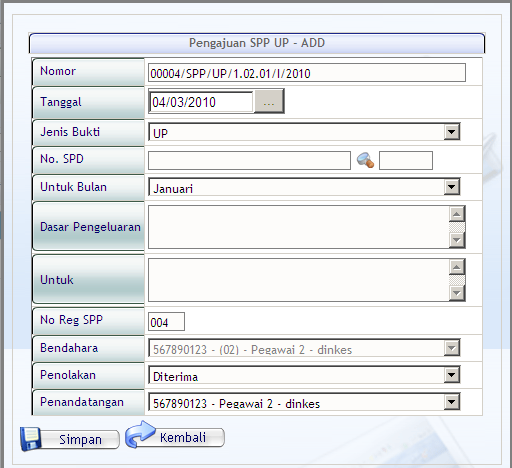 Pengajuan SPP UP - ADD
Nomor 00004/SPP/UP/1.02.01/I/2010
Tanggal 04/03/2010 ...
Jenis Bukti UP
No. SPD
Untuk Bulan Januari
Dasar Pengeluaran
Untuk
No Reg SPP 004
Bendahara 567890123 - (02) - Pegawai 2 - dinkes
Penolakan Diterima
Penandatangan 567890123 - Pegawai 2 - dinkes
Simpan Kembali